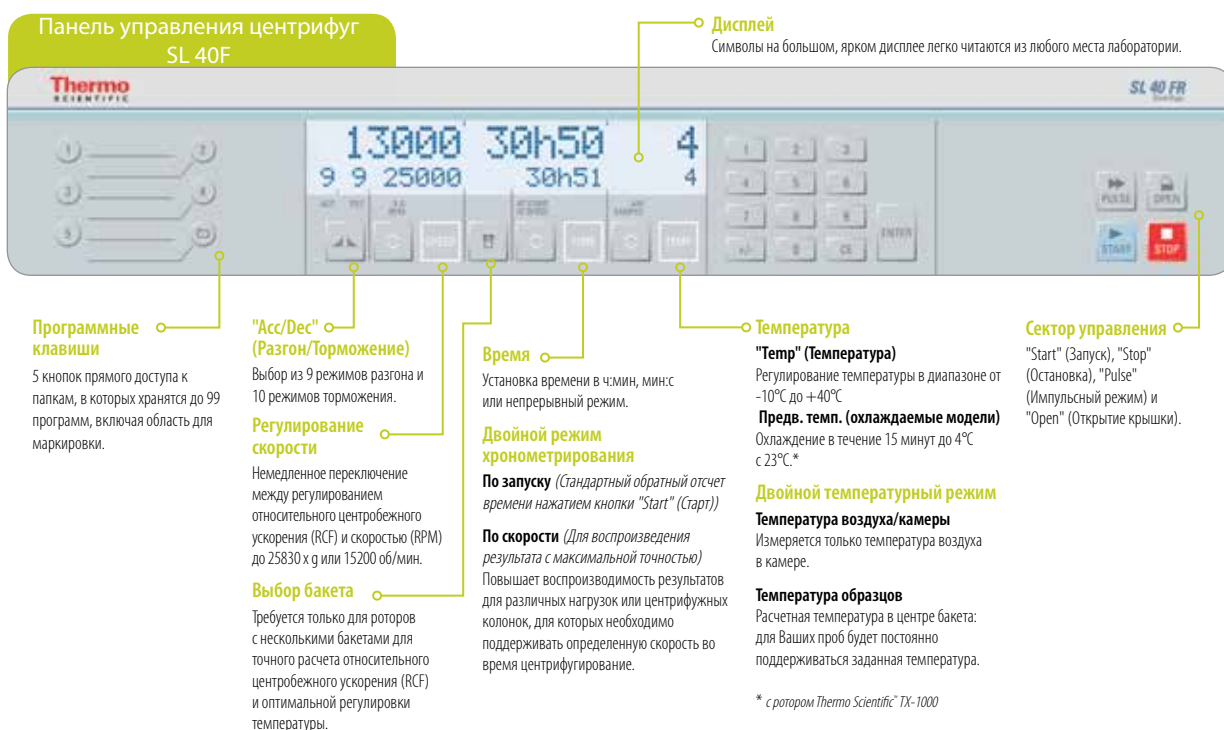 Панель управления центрифуг
SL 40F
Дисплей
Символы на большом, ярком дисплее легко читаются из любого места лаборатории.
Thermo
SCIENTIFIC
SL 40 FR
1
2
3
4
5
13000 30h50 4
9 9 25000 30h51 4
1 2 3
4 5 6
7 8 9
+/- 0 CE
ENTER
SPEED
TIME
TEMP
PULSE
OPEN
START
STOP
Программные
клавиши
5 кнопок прямого доступа к
папкам, в которых хранятся до 99
программ, включая область для
маркировки.
"Acc/Dec"
(Разгон/Торможение)
Выбор из 9 режимов разгона и
10 режимов торможения.
Регулирование
скорости
Немедленное переключение
между регулированием
относительного центробежного
ускорения (RCF) и скоростью (RPM)
до 25830 x g или 15200 об/мин.
Выбор бакета
Требуется только для роторов
с несколькими бакетами для
точного расчета относительного
центробежного ускорения (RCF)
и оптимальной регулировки
температуры.
Время
Установка времени в ч:мин, мин:с
или непрерывный режим.
Двойной режим
хронометрирования
По запуску (Стандартный обратный отсчет
времени нажатием кнопки "Start" (Старт))
По скорости (Для воспроизведения
результата с максимальной точностью)
Повышает воспроизводимость результатов
для различных нагрузок или центрифужных
колонок, для которых необходимо
поддерживать определенную скорость во
время центрифугирование.
Температура
"Temp" (Температура)
Регулирование температуры в диапазоне от
-10°C до +40°C
Предв. темп. (охлаждаемые модели)
Охлаждение в течение 15 минут до 4°C
с 23°C.*
Двойной температурный режим
Температура воздуха/камеры
Измеряется только температура воздуха
в камере.
Температура образцов
Расчетная температура в центре бакета:
для Ваших проб будет постоянно
поддерживаться заданная температура.
* с ротором Thermo Scientific™ TX-1000
Сектор управления
"Start" (Запуск), "Stop"
(Остановка), "Pulse"
(Импульсный режим) и
"Open" (Открытие крышки).